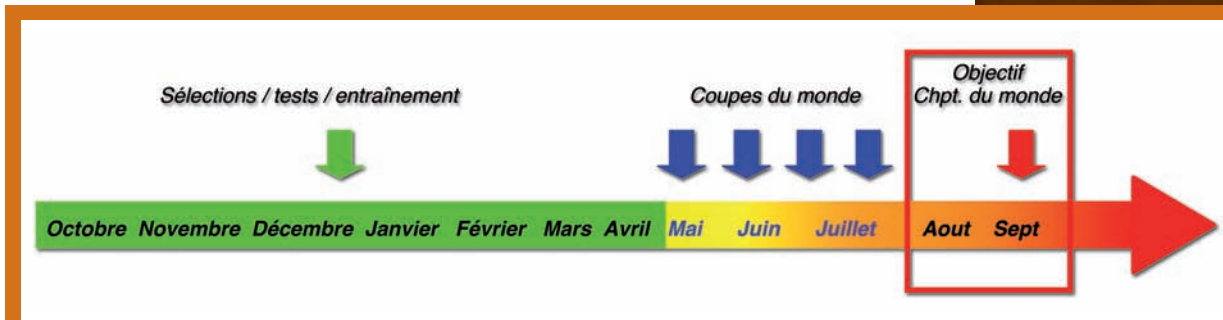 Sélections / tests / entraînement
Coupes du monde
Objectif
Chpt. du monde
Octobre Novembre Décembre Janvier Février Mars Avril Mai Juin Juillet Aout Sept